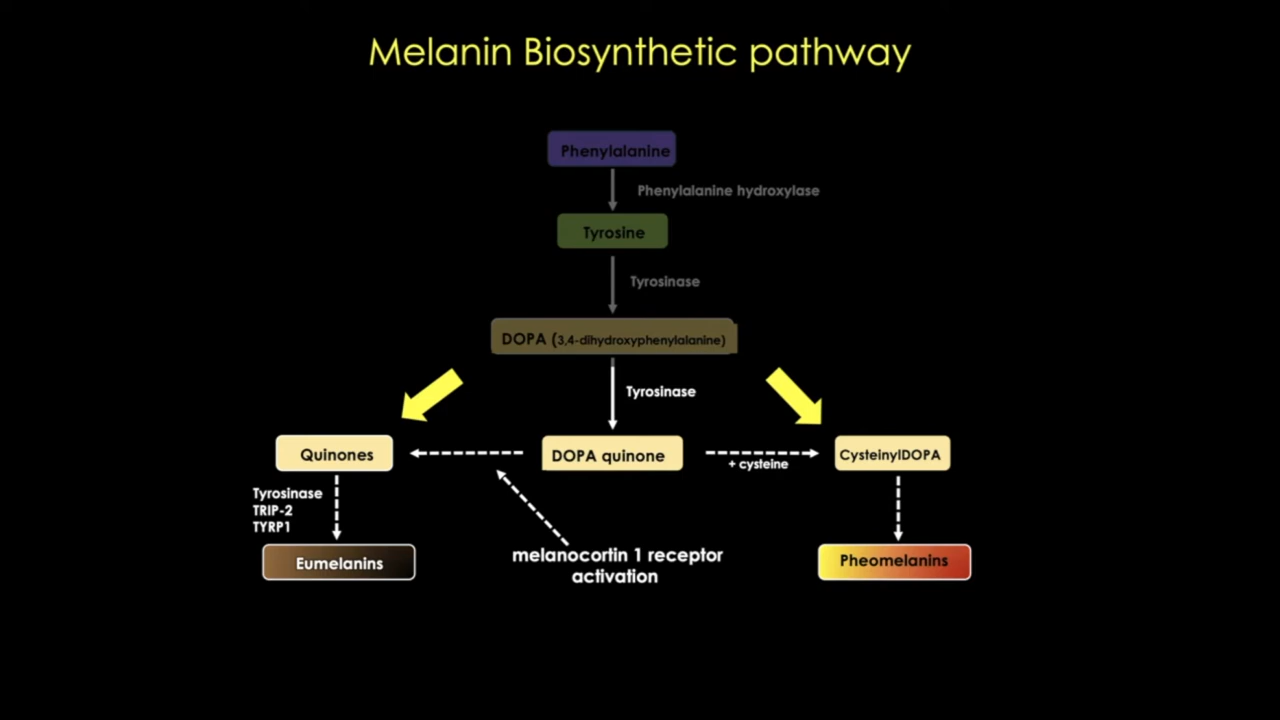 Melanin Biosynthetic pathway
Phenylalanine
Phenylalanine hydroxylase
Tyrosine
Tyrosinase
DOPA (3,4-dihydroxyphenylalanine)
Tyrosinase
Quinones
DOPA quinone
+ cysteine
CysteinylDOPA
Tyrosinase
TRIP-2
TYRP1
melanocortin 1 receptor
activation
Eumelanins
Pheomelanins